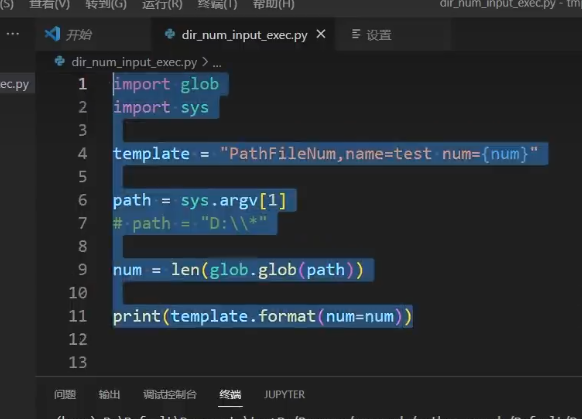 (S) 查看(V) 转到(G) 运行(R) 终端(T) 帮助(H) dir_num_input_exec.py - tmp
... 开始 dir_num_input_exec.py × 设置
ec.py dir_num_input_exec.py > ...
1 import glob
2 import sys
3
4 template = "PathFileNum,name=test num={num}"
5
6 path = sys.argv[1]
7 # path = "D:\\*"
8
9 num = len(glob.glob(path))
10
11 print(template.format(num=num))
12
13
问题 输出 调试控制台 终端 JUPYTER